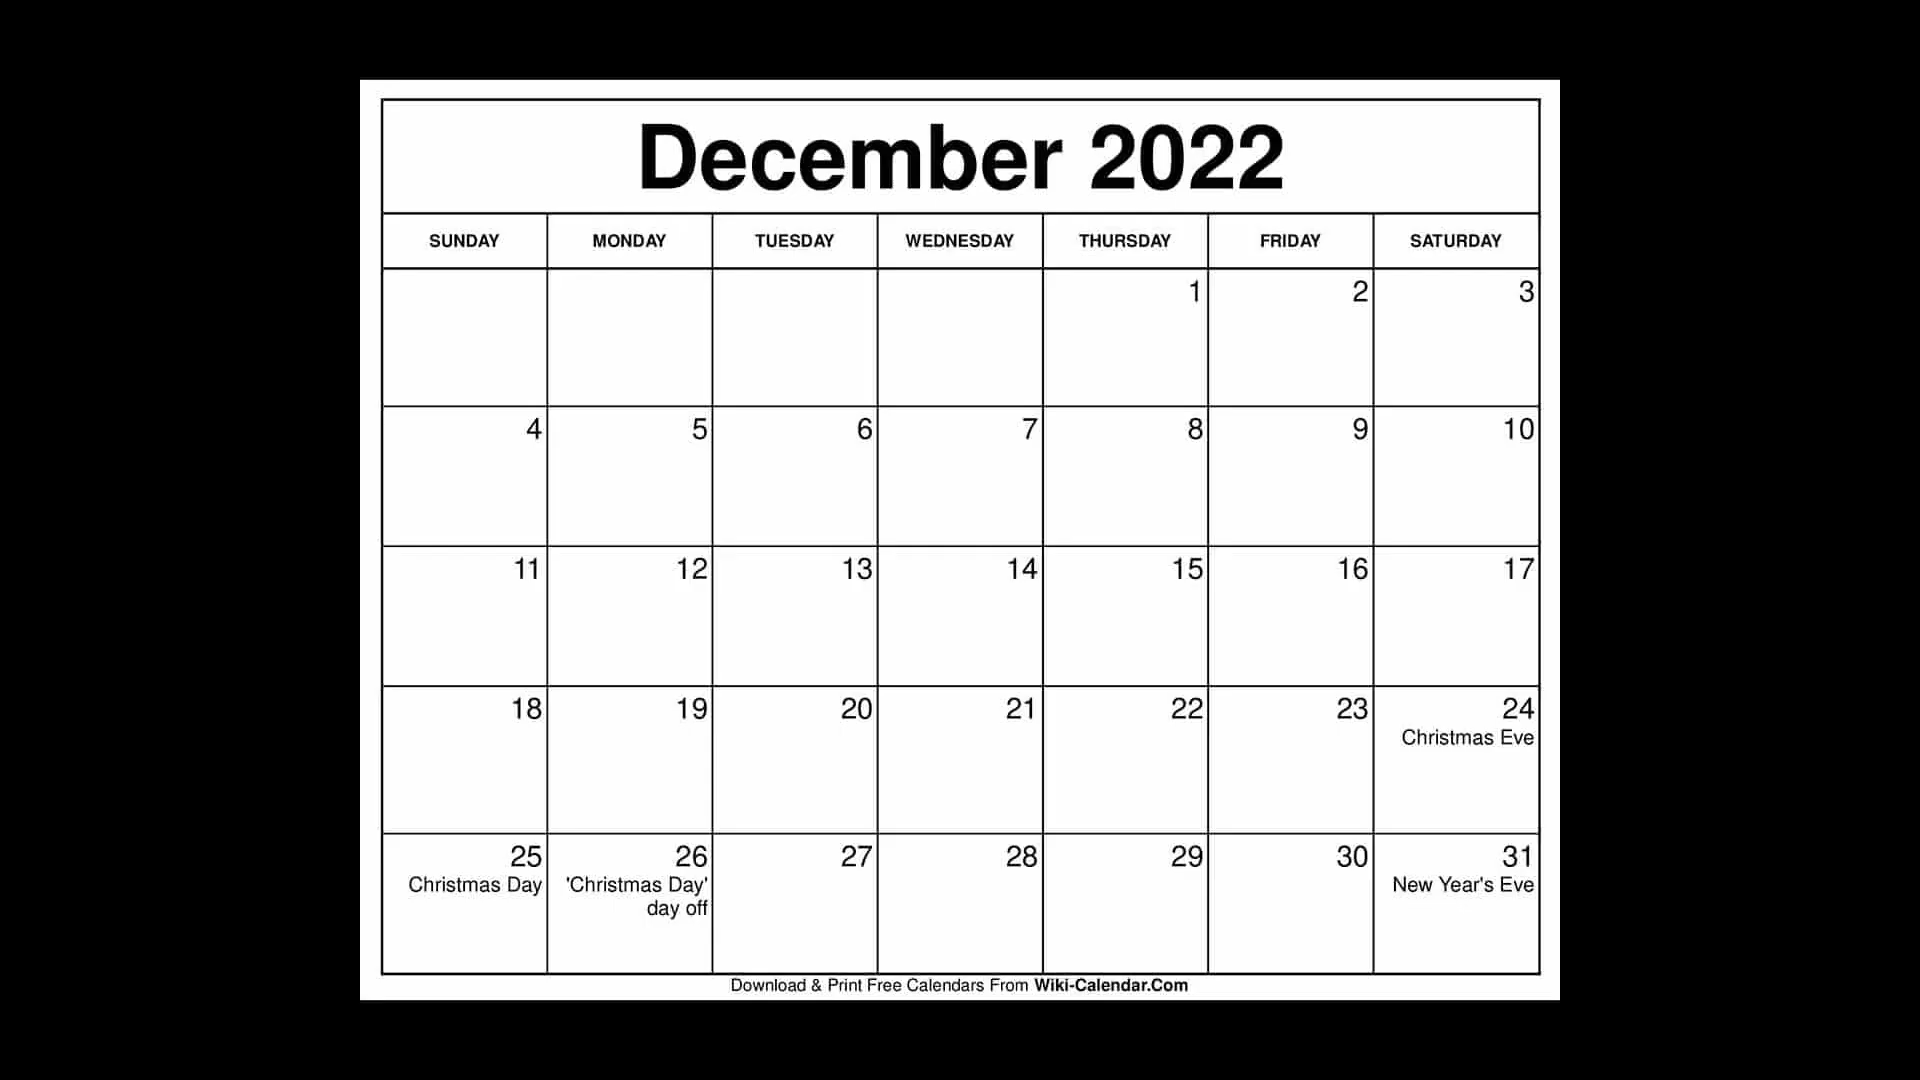 December 2022
SUNDAY MONDAY TUESDAY WEDNESDAY THURSDAY FRIDAY SATURDAY
1 2 3
4 5 6 7 8 9 10
11 12 13 14 15 16 17
18 19 20 21 22 23 24
Christmas Eve
25 26 27 28 29 30 31
Christmas Day 'Christmas Day' New Year's Eve
day off
Download & Print Free Calendars From Wiki-Calendar.Com